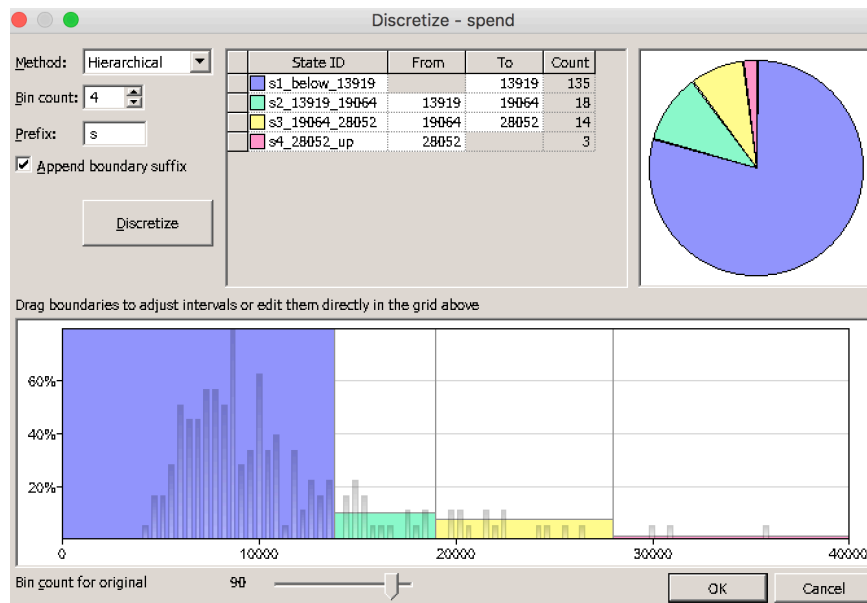 Discretize - spend
Method: Hierarchical
Bin count: 4
Prefix: s
Append boundary suffix
Discretize
State ID From To Count
s1_below_13919 13919 135
s2_13919_19064 13919 19064 18
s3_19064_28052 19064 28052 14
s4_28052_up 28052 3
Drag boundaries to adjust intervals or edit them directly in the grid above
60%
40%
20%
0 10000 20000 30000 40000
Bin count for original 90
OK Cancel